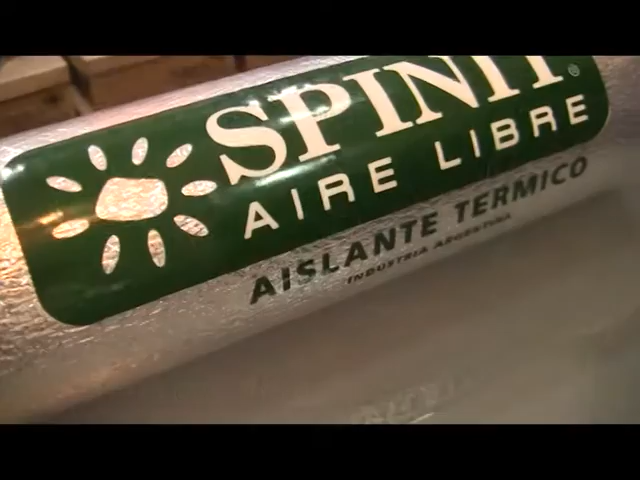 SPINIT®
AIRE LIBRE
AISLANTE TERMICO
INDUSTRIA ARGENTINA